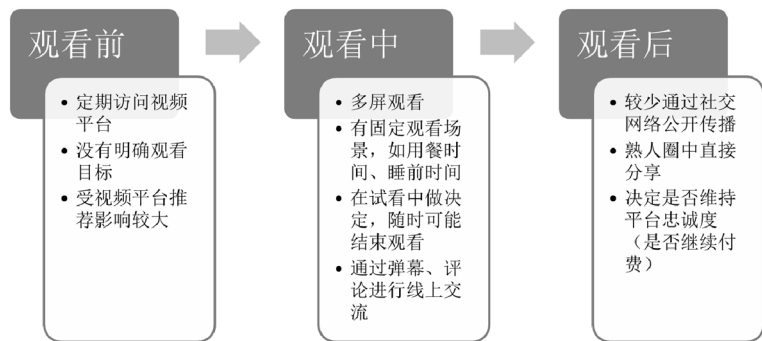 观看前
• 定期访问视频
平台
• 没有明确观看
目标
• 受视频平台推
荐影响较大
观看中
• 多屏观看
• 有固定观看场
景，如用餐时
间、睡前时间
• 在试看中做决
定，随时可能
结束观看
• 通过弹幕、评
论进行线上交
流
观看后
• 较少通过社交
网络公开传播
• 熟人圈中直接
分享
• 决定是否维持
平台忠诚度
（是否继续付
费）